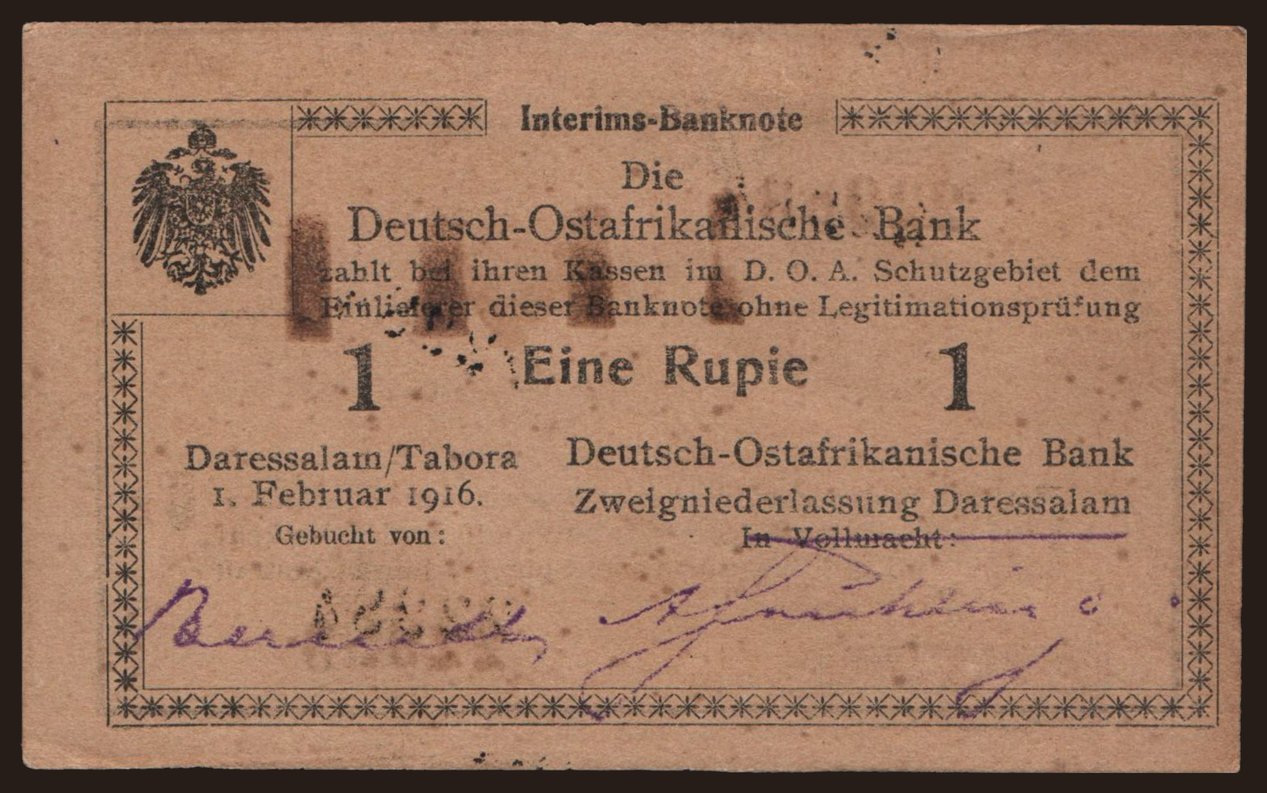 Interims-Banknote
Die
Deutsch-Ostafrikanische Bank
zahlt bei ihren Kassen im D. O. A. Schutzgebiet dem
Einlieferer dieser Banknote ohne Legitimationsprüfung
1 Eine Rupie 1
Daressalam/Tabora
1. Februar 1916.
Gebucht von:
Deutsch-Ostafrikanische Bank
Zweigniederlassung Daressalam
In Vollmacht: